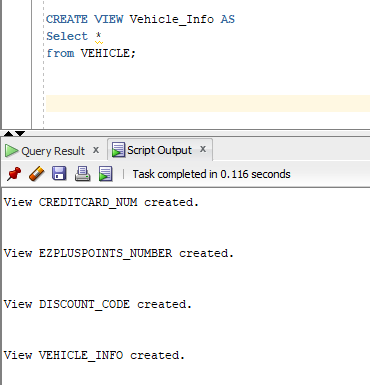 CREATE VIEW Vehicle_Info AS
Select *
from VEHICLE;
Query Result x Script Output x
Task completed in 0.116 seconds
View CREDITCARD_NUM created.
View EZPLUSPOINTS_NUMBER created.
View DISCOUNT_CODE created.
View VEHICLE_INFO created.